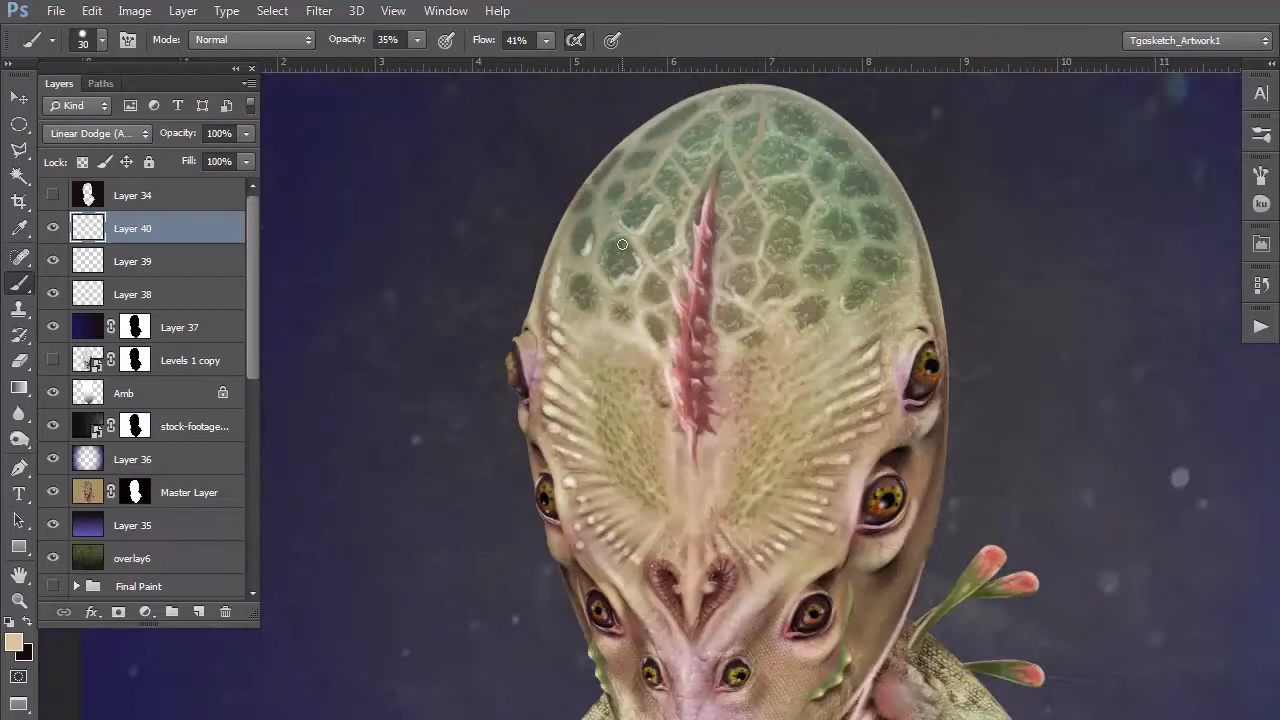 Ps File Edit Image Layer Type Select Filter 3D View Window Help
30 Mode: Normal Opacity: 35% Flow: 41% Tgosketch_Artwork1
2 3 4 5 6 7 8 9 10 11
Layers Paths
Kind
Linear Dodge (A... Opacity: 100%
Lock: Fill: 100%
Layer 34
Layer 40
Layer 39
Layer 38
Layer 37
Levels 1 copy
Amb
stock-footage...
Layer 36
Master Layer
Layer 35
overlay6
Final Paint
fx
A
ku
T